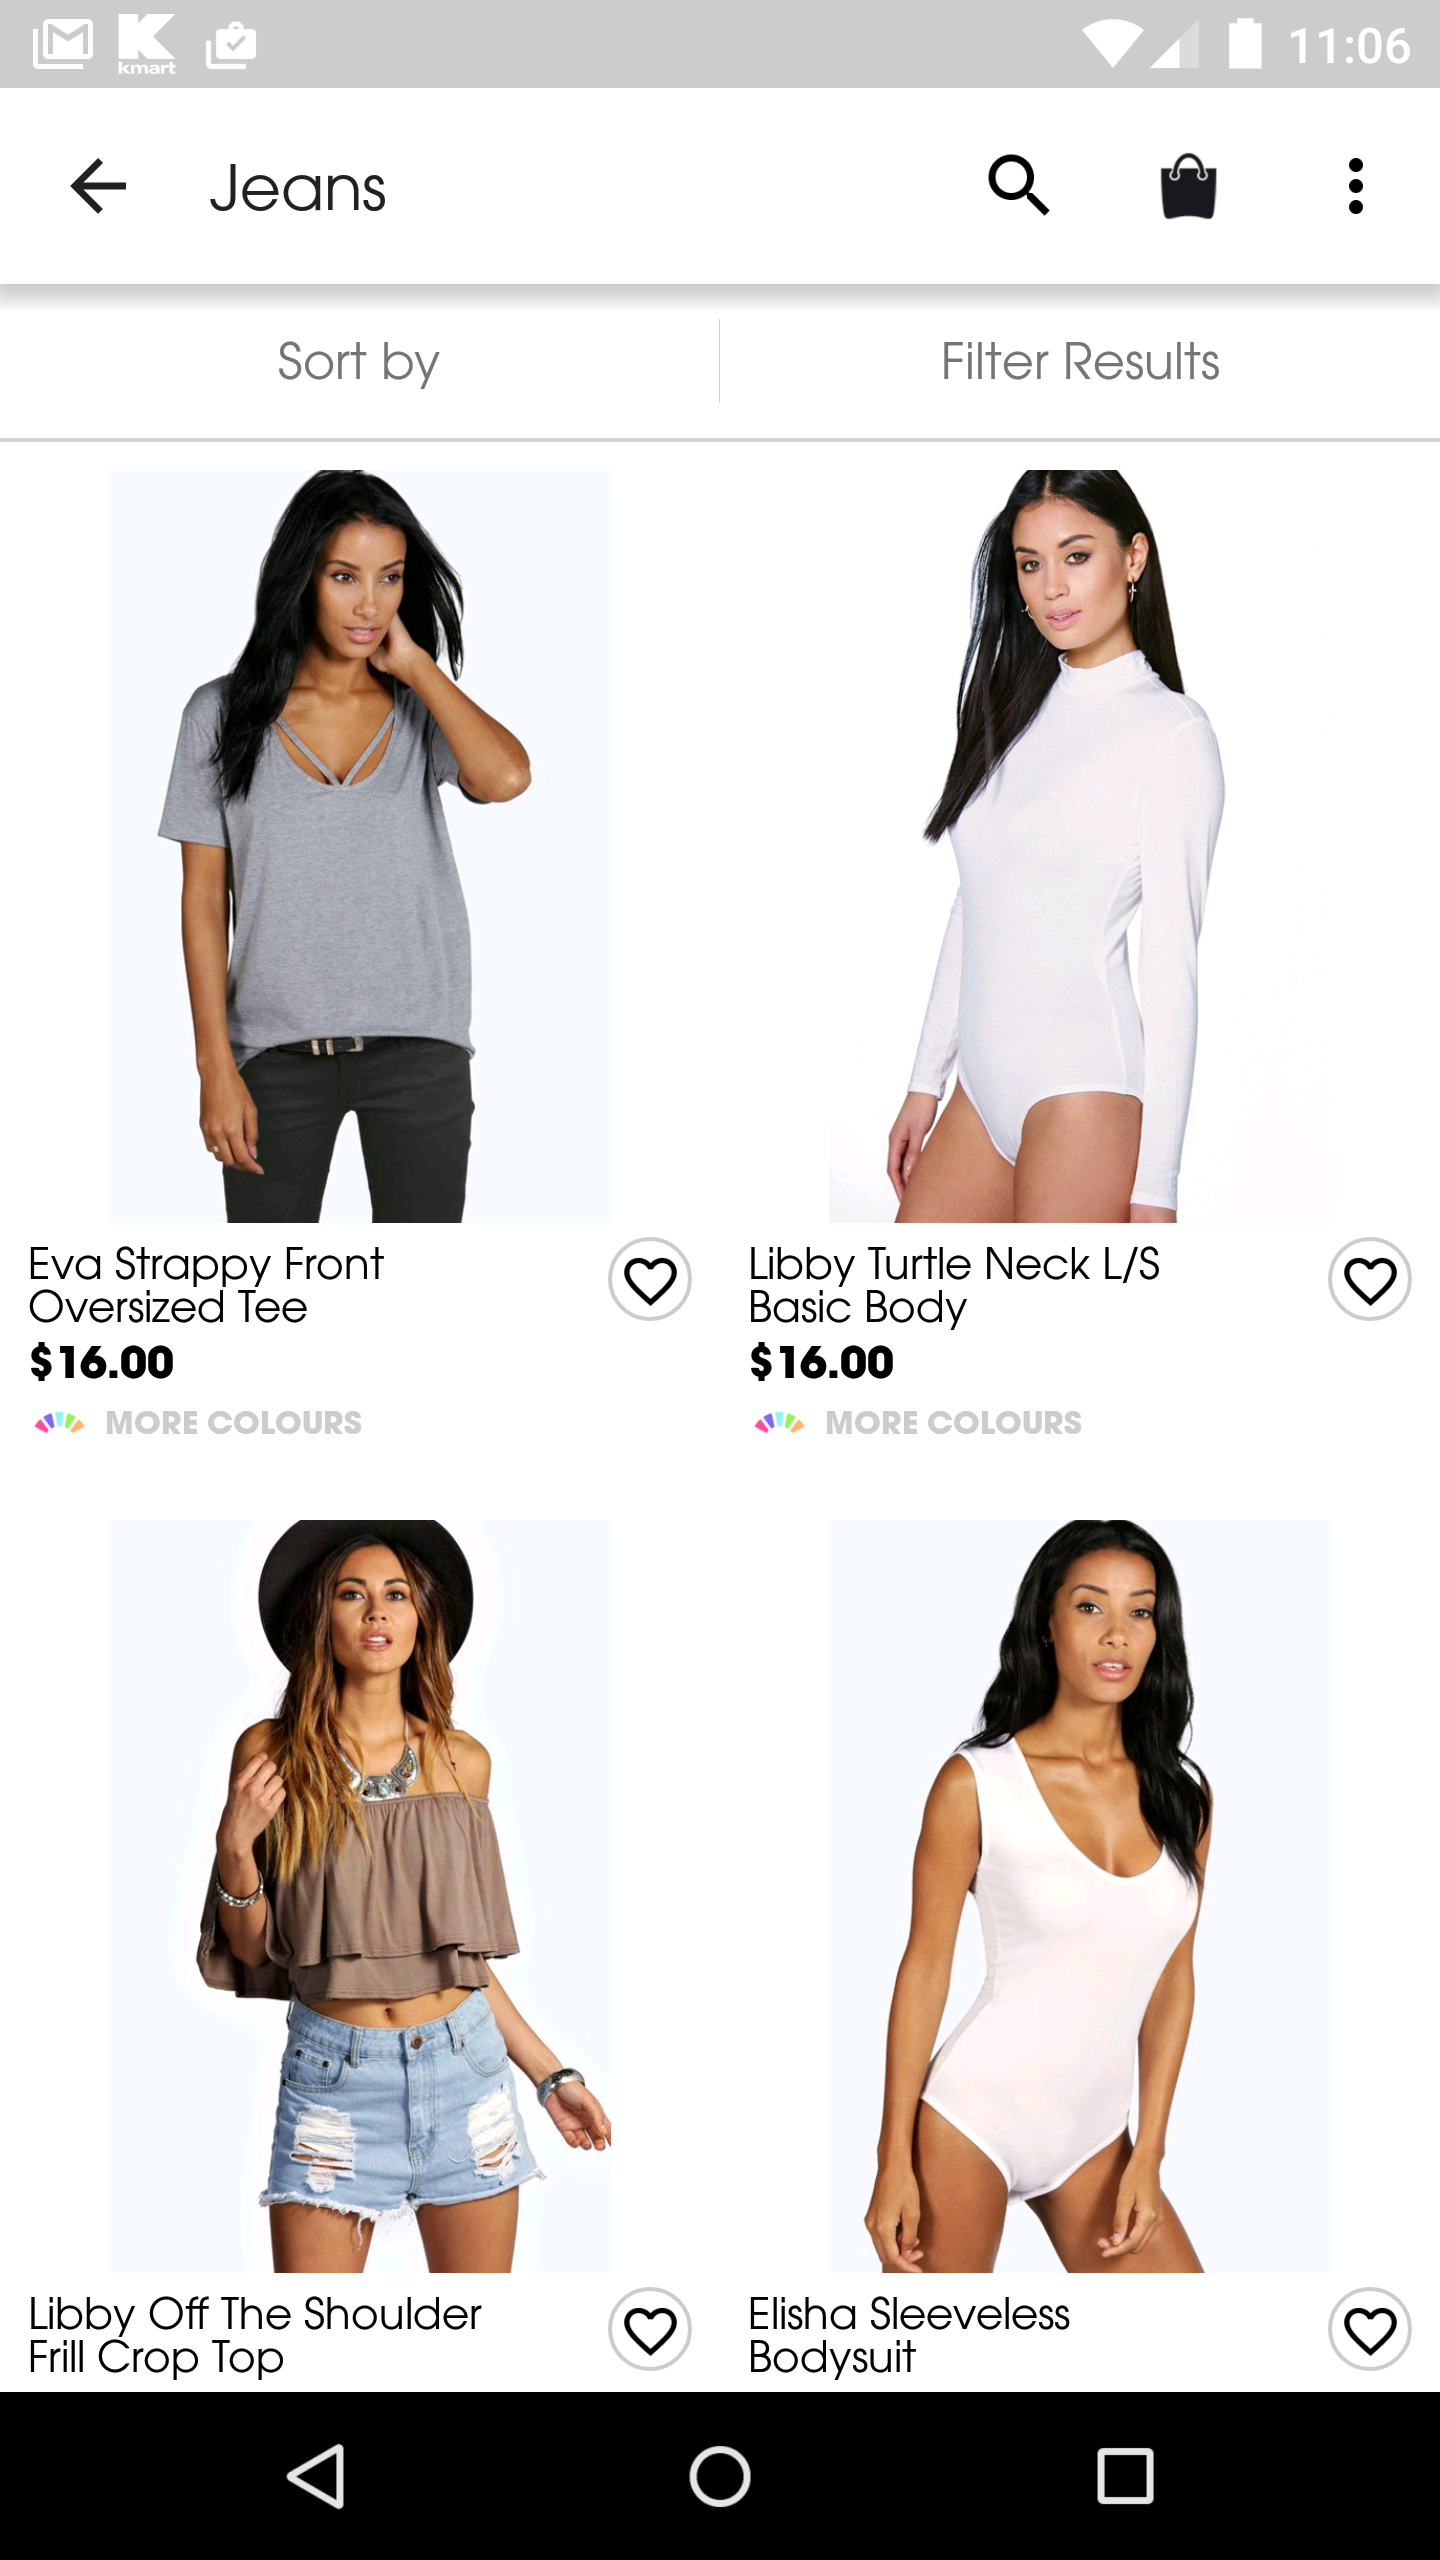 kmart
11:06
Jeans
Sort by
Filter Results
Eva Strappy Front
Oversized Tee
$16.00
MORE COLOURS
Libby Turtle Neck L/S
Basic Body
$16.00
MORE COLOURS
Libby Off The Shoulder
Frill Crop Top
Elisha Sleeveless
Bodysuit